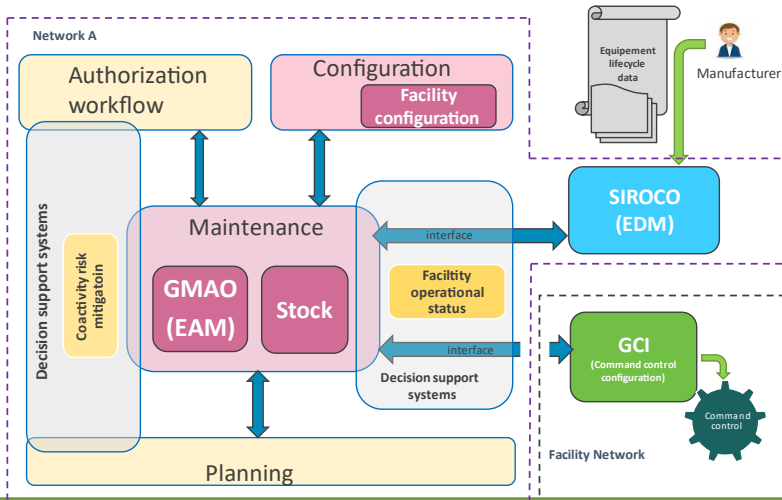 Network A
Authorization
workflow
Configuration
Facility
configuration
Equipement
lifecycle
data
Manufacturer
SIROCO
(EDM)
Decision support systems
Coactivity risk
mitigatoin
Maintenance
GMAO
(EAM)
Stock
interface
Faciltity
operational
status
interface
Decision support
systems
GCI
(Command control
configuration)
Command
control
Facility Network
Planning